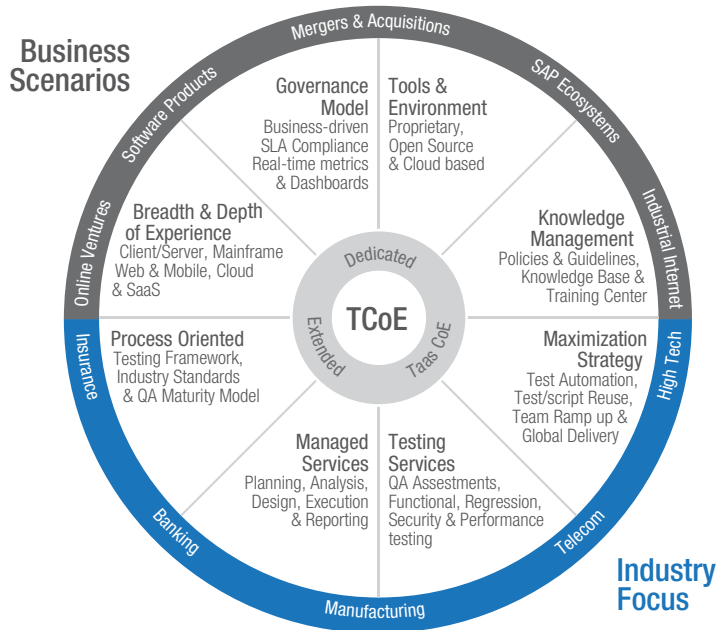 Business
Scenarios
Online Ventures
Software Products
Mergers & Acquisitions
SAP Ecosystems
Industrial Internet
Governance
Model
Business-driven
SLA Compliance
Real-time metrics
& Dashboards
Tools &
Environment
Proprietary,
Open Source
& Cloud based
Breadth & Depth
of Experience
Client/Server, Mainframe
Web & Mobile, Cloud
& SaaS
Knowledge
Management
Policies & Guidelines,
Knowledge Base &
Training Center
Dedicated
TCoE
Extended
Taas CoE
Process Oriented
Testing Framework,
Industry Standards
& QA Maturity Model
Maximization
Strategy
Test Automation,
Test/script Reuse,
Team Ramp up &
Global Delivery
Managed
Services
Planning, Analysis,
Design, Execution
& Reporting
Testing
Services
QA Assestments,
Functional, Regression,
Security & Performance
testing
Insurance
Banking
Manufacturing
Telecom
High Tech
Industry
Focus